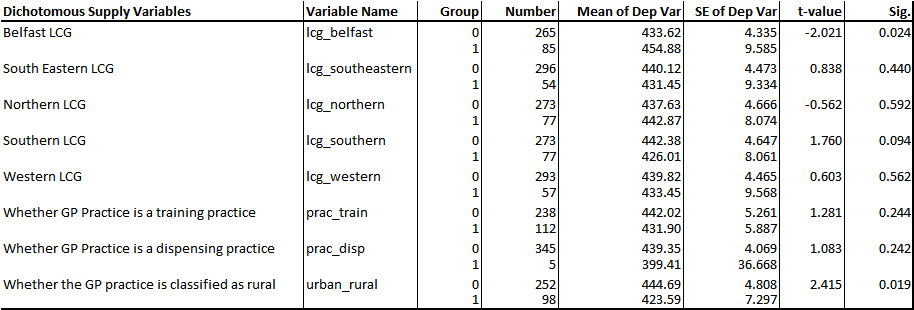 Dichotomous Supply Variables Variable Name Group Number Mean of Dep Var SE of Dep Var t-value Sig.
Belfast LCG lcg_belfast 0 265 433.62 4.335 -2.021 0.024
1 85 454.88 9.585
South Eastern LCG lcg_southeastern 0 296 440.12 4.473 0.838 0.440
1 54 431.45 9.334
Northern LCG lcg_northern 0 273 437.63 4.666 -0.562 0.592
1 77 442.87 8.074
Southern LCG lcg_southern 0 273 442.38 4.647 1.760 0.094
1 77 426.01 8.061
Western LCG lcg_western 0 293 439.82 4.465 0.603 0.562
1 57 433.45 9.568
Whether GP Practice is a training practice prac_train 0 238 442.02 5.261 1.281 0.244
1 112 431.90 5.887
Whether GP Practice is a dispensing practice prac_disp 0 345 439.35 4.069 1.083 0.242
1 5 399.41 36.668
Whether the GP practice is classified as rural urban_rural 0 252 444.69 4.808 2.415 0.019
1 98 423.59 7.297